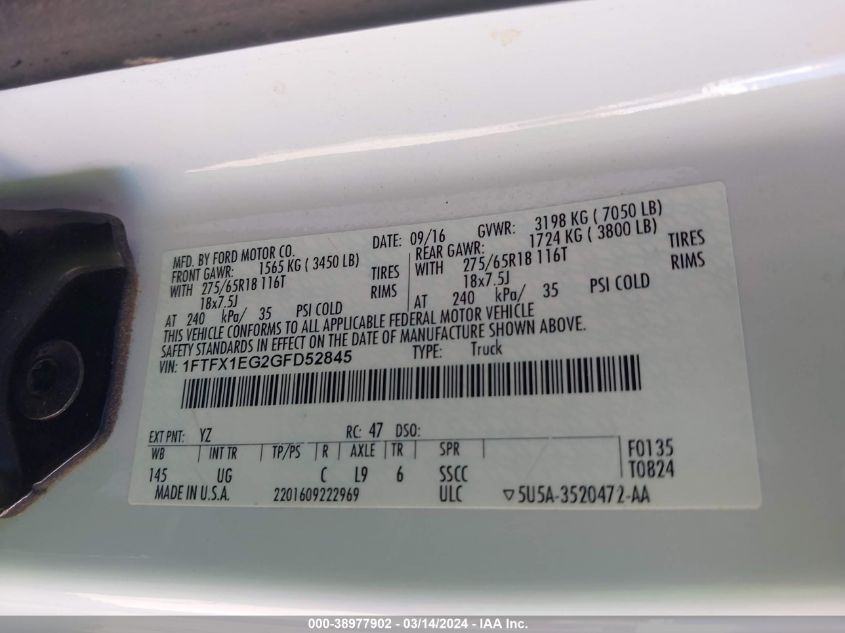 MFD. BY FORD MOTOR CO. DATE: 09/16 GVWR: 3198 KG ( 7050 LB)
FRONT GAWR: 1565 KG ( 3450 LB) REAR GAWR: 1724 KG ( 3800 LB)
WITH 275/65R18 116T TIRES WITH 275/65R18 116T TIRES
18x7.5J RIMS 18x7.5J RIMS
AT 240 kPa/ 35 PSI COLD AT 240 kPa/ 35 PSI COLD
THIS VEHICLE CONFORMS TO ALL APPLICABLE FEDERAL MOTOR VEHICLE
SAFETY STANDARDS IN EFFECT ON THE DATE OF MANUFACTURE SHOWN ABOVE.
VIN: 1FTFX1EG2GFD52845 TYPE: Truck
EXT PNT: YZ RC: 47 DSO:
WB INT TR TP/PS R AXLE TR SPR F0135
145 UG C L9 6 SSCC T0824
MADE IN U.S.A. 2201609222969 ULC ▽5U5A-3520472-AA
000-38977902 - 03/14/2024 - IAA Inc.